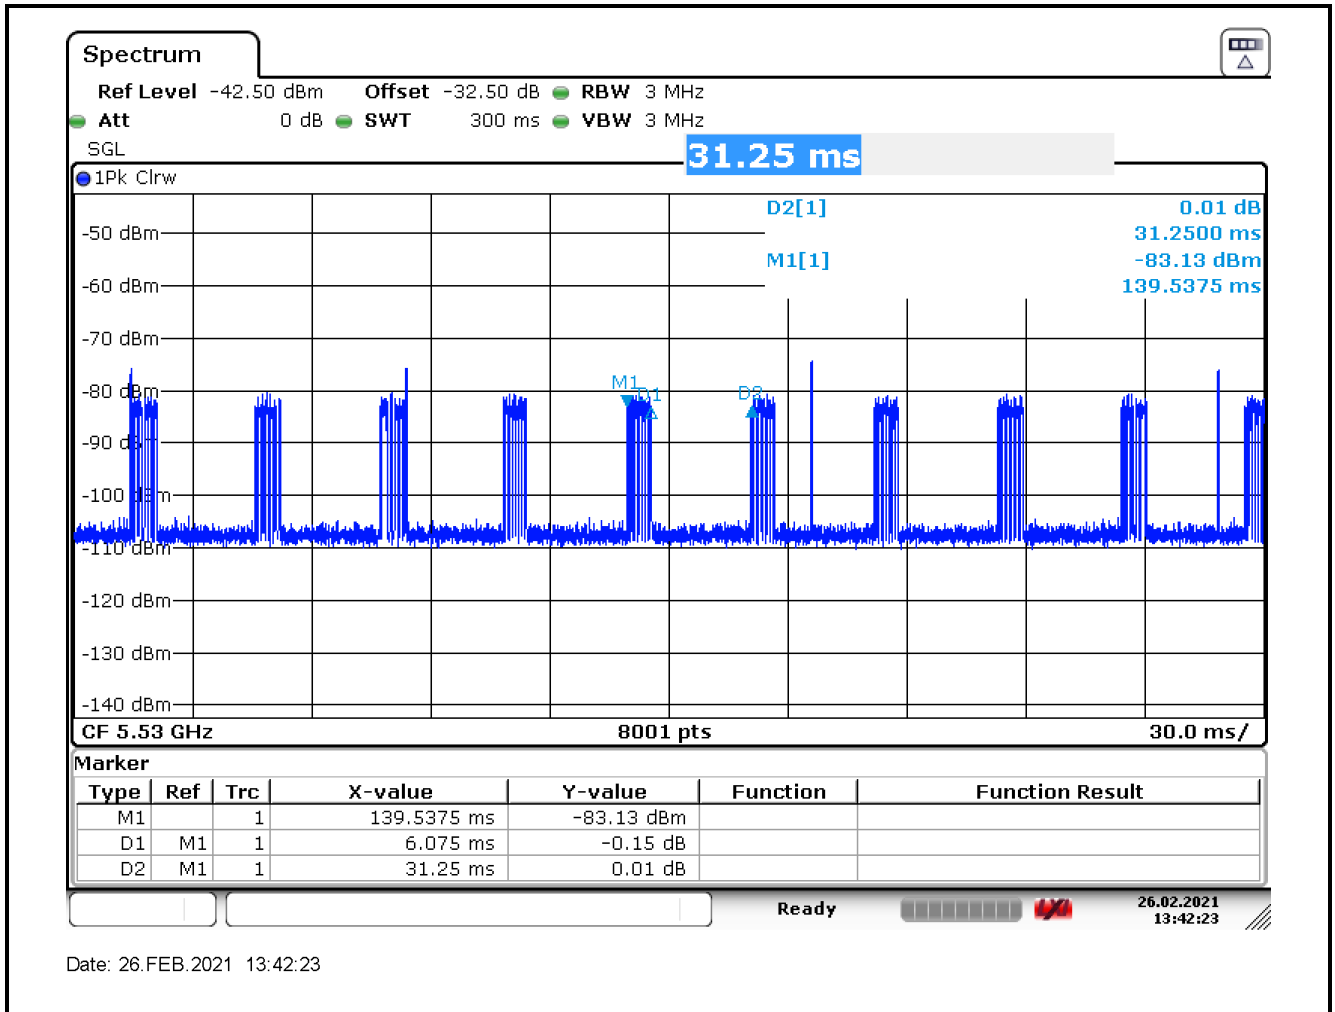 Spectrum
Ref Level -42.50 dBm Offset -32.50 dB RBW 3 MHz
Att 0 dB SWT 300 ms VBW 3 MHz
SGL
31.25 ms
1Pk Clrw
D2[1] 0.01 dB
31.2500 ms
M1[1] -83.13 dBm
139.5375 ms
-50 dBm
-60 dBm
-70 dBm
-80 dBm
-90 dBm
-100 dBm
-110 dBm
-120 dBm
-130 dBm
-140 dBm
M1
D1
D2
CF 5.53 GHz 8001 pts 30.0 ms/
Marker
Type Ref Trc X-value Y-value Function Function Result
M1 1 139.5375 ms -83.13 dBm
D1 M1 1 6.075 ms -0.15 dB
D2 M1 1 31.25 ms 0.01 dB
Ready LXI 26.02.2021
13:42:23
Date: 26.FEB.2021 13:42:23